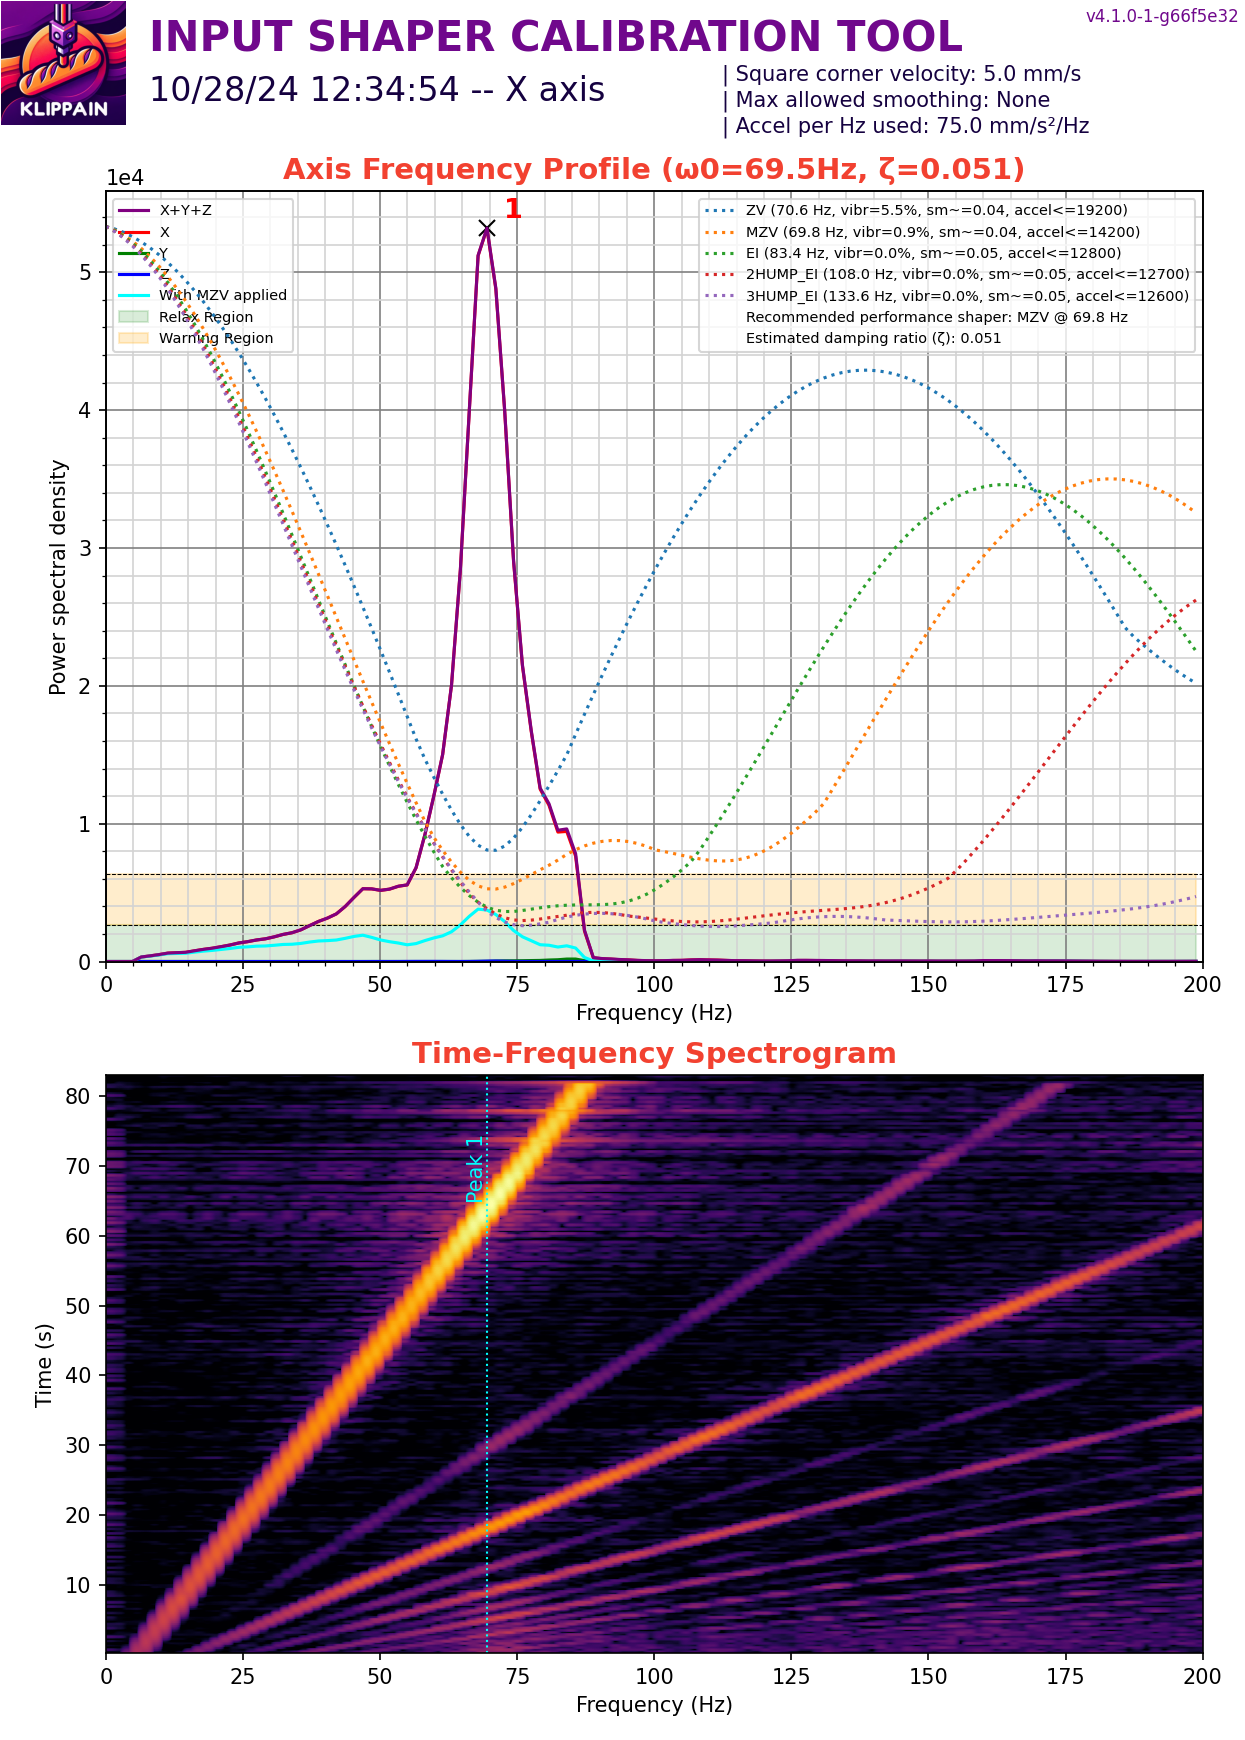 v4.1.0-1-g66f5e32
INPUT SHAPER CALIBRATION TOOL
10/28/24 12:34:54 -- X axis
| Square corner velocity: 5.0 mm/s
| Max allowed smoothing: None
| Accel per Hz used: 75.0 mm/s²/Hz
KLIPPAIN
Axis Frequency Profile (ω0=69.5Hz, ζ=0.051)
1e4
1
X+Y+Z
X
Y
Z
With MZV applied
Relax Region
Warning Region
ZV (70.6 Hz, vibr=5.5%, sm~=0.04, accel<=19200)
MZV (69.8 Hz, vibr=0.9%, sm~=0.04, accel<=14200)
EI (83.4 Hz, vibr=0.0%, sm~=0.05, accel<=12800)
2HUMP_EI (108.0 Hz, vibr=0.0%, sm~=0.05, accel<=12700)
3HUMP_EI (133.6 Hz, vibr=0.0%, sm~=0.05, accel<=12600)
Recommended performance shaper: MZV @ 69.8 Hz
Estimated damping ratio (ζ): 0.051
Power spectral density
5
4
3
2
1
0
0 25 50 75 100 125 150 175 200
Frequency (Hz)
Time-Frequency Spectrogram
Time (s)
80
70
60
50
40
30
20
10
Peak 1
0 25 50 75 100 125 150 175 200
Frequency (Hz)